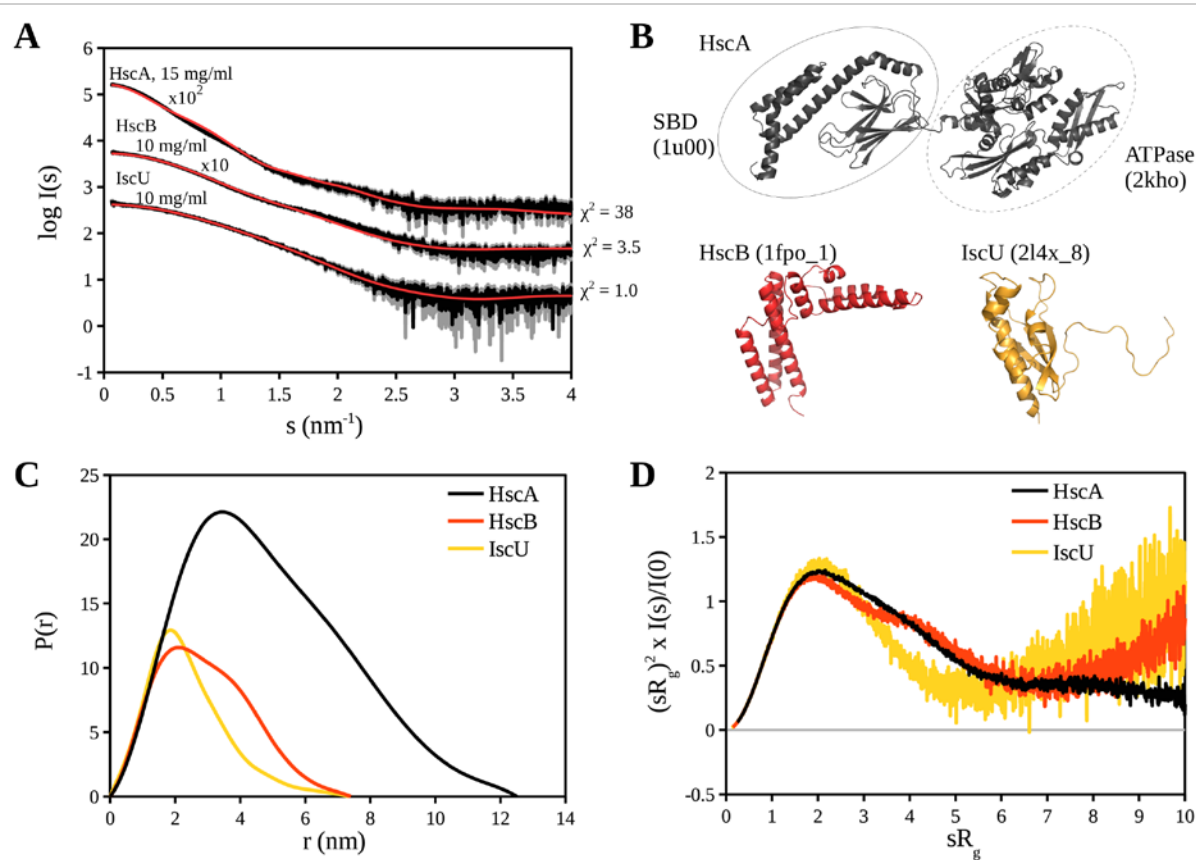 A
6
5
4
3
2
1
0
-1
log I(s)
HscA, 15 mg/ml
x10²
HscB
10 mg/ml
x10
IscU
10 mg/ml
χ² = 38
χ² = 3.5
χ² = 1.0
0 0.5 1 1.5 2 2.5 3 3.5 4
s (nm⁻¹)
B
HscA
SBD
(1u00)
ATPase
(2kho)
HscB (1fpo_1)
IscU (2l4x_8)
C
25
20
15
10
5
0
P(r)
HscA
HscB
IscU
0 2 4 6 8 10 12 14
r (nm)
D
2
1.5
1
0.5
0
-0.5
(sRg)² x I(s)/I(0)
HscA
HscB
IscU
0 1 2 3 4 5 6 7 8 9 10
sRg